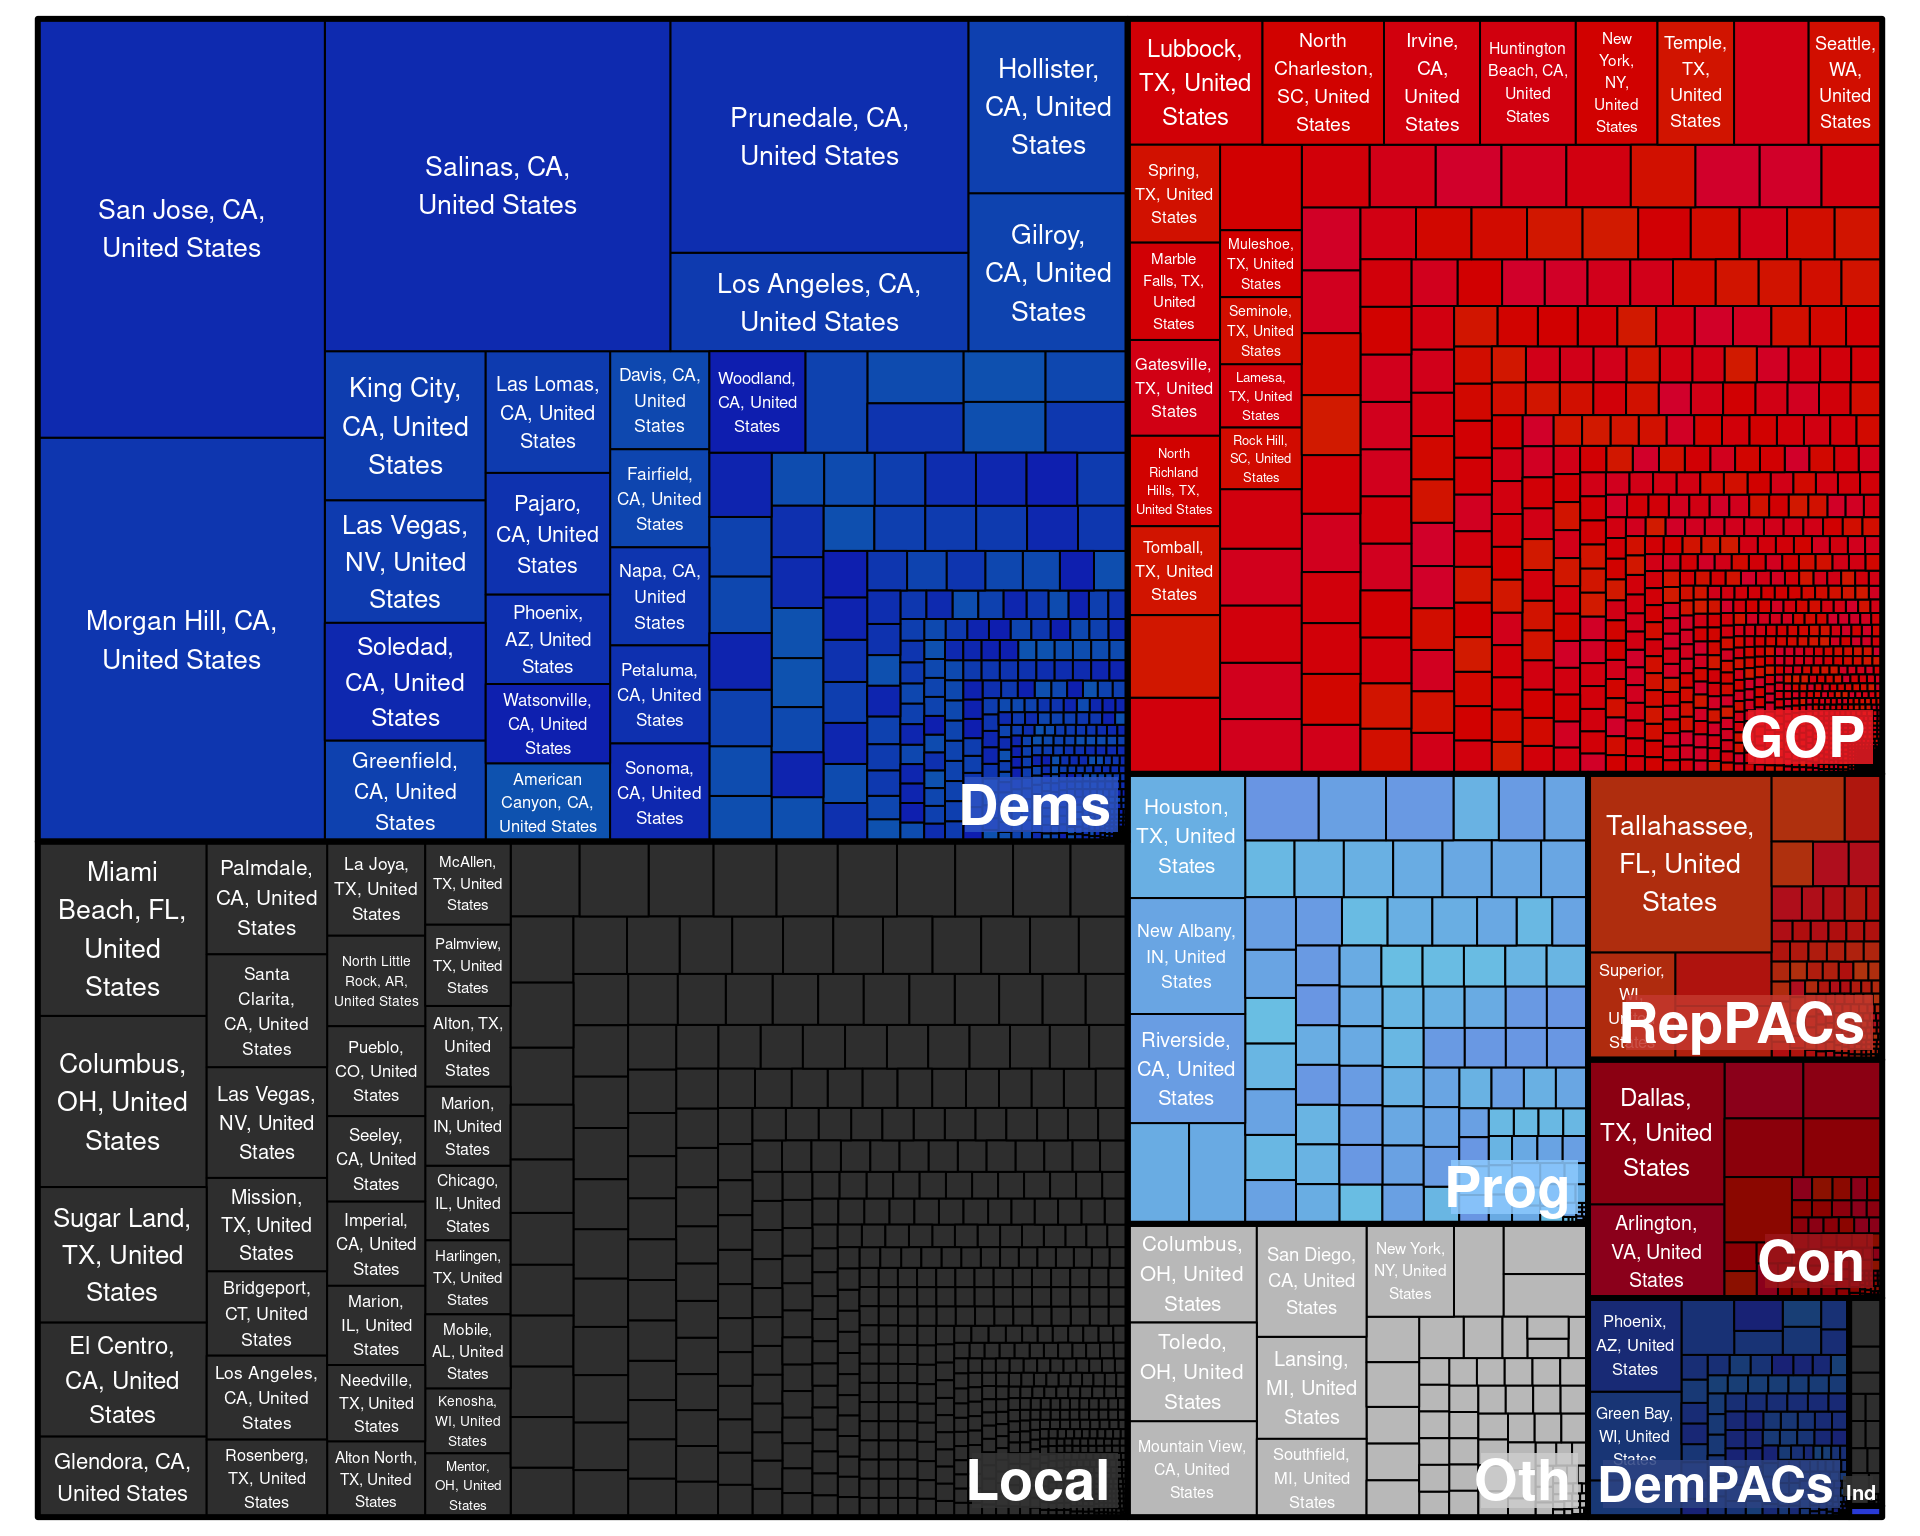 San Jose, CA,
United States
Morgan Hill, CA,
United States
Salinas, CA,
United States
Prunedale, CA,
United States
Los Angeles, CA,
United States
Hollister,
CA, United
States
Gilroy,
CA, United
States
King City,
CA, United
States
Las Vegas,
NV, United
States
Soledad,
CA, United
States
Greenfield,
CA, United
States
Las Lomas,
CA, United
States
Pajaro,
CA, United
States
Phoenix,
AZ, United
States
Watsonville,
CA, United
States
American
Canyon, CA,
United States
Davis, CA,
United
States
Fairfield,
CA, United
States
Napa, CA,
United
States
Petaluma,
CA, United
States
Sonoma,
CA, United
States
Woodland,
CA, United
States
Dems
Lubbock,
TX, United
States
North
Charleston,
SC, United
States
Irvine,
CA,
United
States
Huntington
Beach, CA,
United
States
New
York,
NY,
United
States
Temple,
TX,
United
States
Seattle,
WA,
United
States
Spring,
TX, United
States
Marble
Falls, TX,
United
States
Gatesville,
TX, United
States
North
Richland
Hills, TX,
United States
Tomball,
TX, United
States
Muleshoe,
TX, United
States
Seminole,
TX, United
States
Lamesa,
TX, United
States
Rock Hill,
SC, United
States
GOP
Miami
Beach, FL,
United
States
Columbus,
OH, United
States
Sugar Land,
TX, United
States
El Centro,
CA, United
States
Glendora, CA,
United States
Palmdale,
CA, United
States
Santa
Clarita,
CA, United
States
Las Vegas,
NV, United
States
Mission,
TX, United
States
Bridgeport,
CT, United
States
Los Angeles,
CA, United
States
Rosenberg,
TX, United
States
La Joya,
TX, United
States
North Little
Rock, AR,
United States
Pueblo,
CO, United
States
Seeley,
CA, United
States
Imperial,
CA, United
States
Marion,
IL, United
States
Needville,
TX, United
States
Alton North,
TX, United
States
McAllen,
TX, United
States
Palmview,
TX, United
States
Alton, TX,
United
States
Marion,
IN, United
States
Chicago,
IL, United
States
Harlingen,
TX, United
States
Mobile,
AL, United
States
Kenosha,
WI, United
States
Mentor,
OH, United
States
Local
Houston,
TX, United
States
New Albany,
IN, United
States
Riverside,
CA, United
States
Prog
Columbus,
OH, United
States
Toledo,
OH, United
States
Mountain View,
CA, United
States
San Diego,
CA, United
States
Lansing,
MI, United
States
Southfield,
MI, United
States
New York,
NY, United
States
Oth
Tallahassee,
FL, United
States
Superior,
WI,
United
States
RepPACs
Dallas,
TX, United
States
Arlington,
VA, United
States
Con
Phoenix,
AZ, United
States
Green Bay,
WI, United
States
DemPACs
Ind